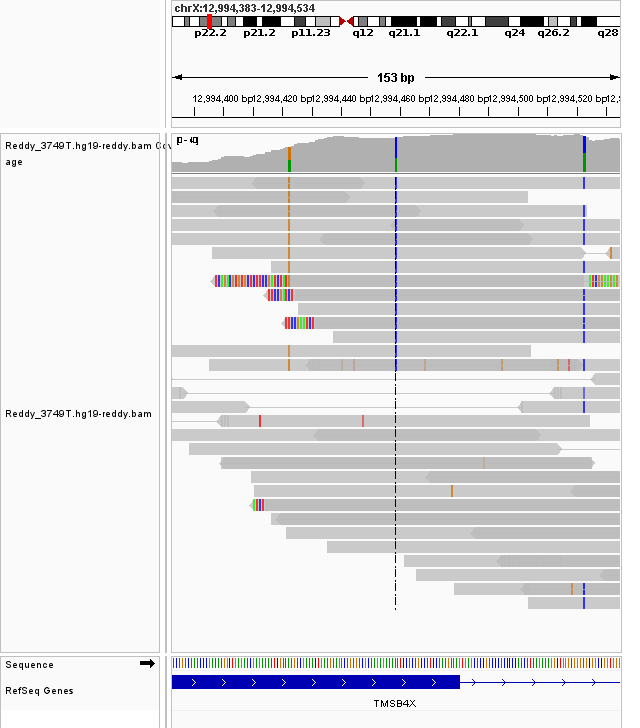 chrX:12,994,383-12,994,534
p22.2 p21.2 p11.23 q12 q21.1 q22.1 q24 q26.2 q28
153 bp
12,994,400 bp 12,994,420 bp 12,994,440 bp 12,994,460 bp 12,994,480 bp 12,994,500 bp 12,994,520 bp
Reddy_3749T.hg19-reddy.bam Cov
age
Reddy_3749T.hg19-reddy.bam
Sequence
RefSeq Genes
TMSB4X